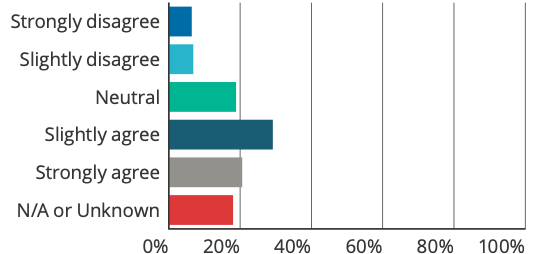 Strongly disagree
Slightly disagree
Neutral
Slightly agree
Strongly agree
N/A or Unknown
0% 20% 40% 60% 80% 100%